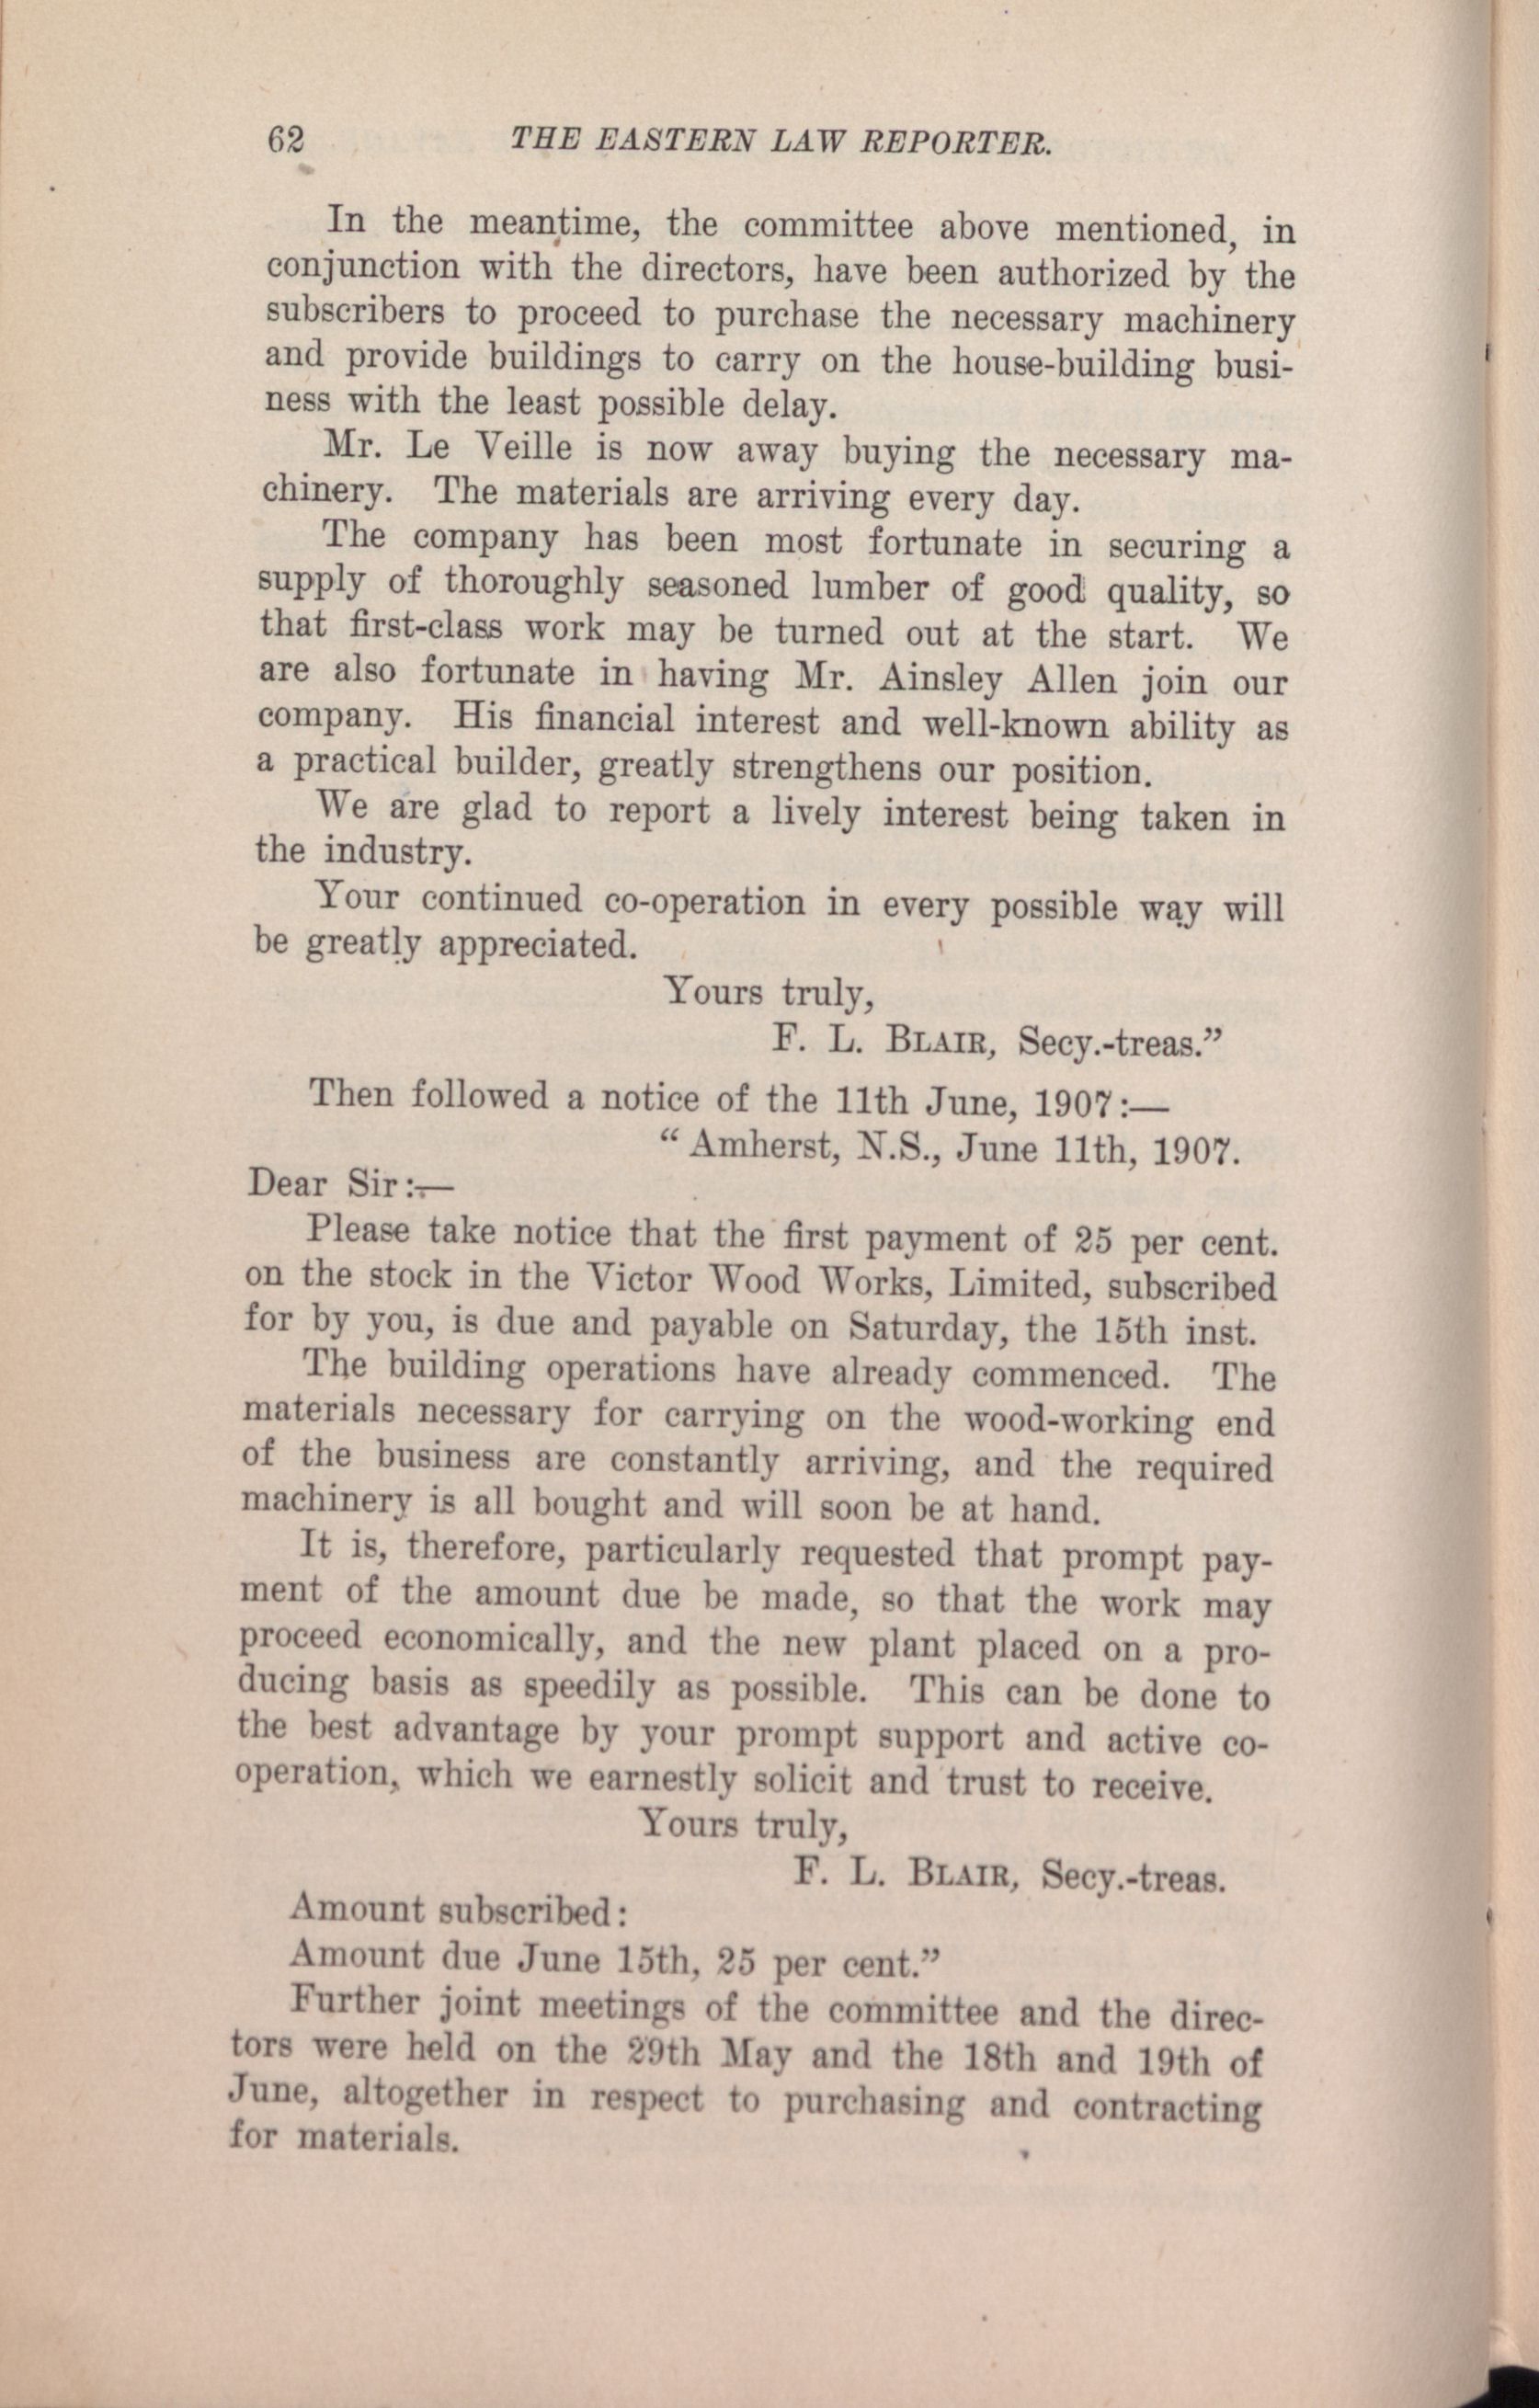 62 THE EASTERN LAW REPORTER.
In the meantime, the committee above mentioned, in
conjunction with the directors, have been authorized by the
subscribers to proceed to purchase the necessary machinery
and provide buildings to carry on the house-building busi-
ness with the least possible delay.
Mr. Le Veille is now away buying the necessary ma-
chinery. The materials are arriving every day.
The company has been most fortunate in securing a
supply of thoroughly seasoned lumber of good quality, so
that first-class work may be turned out at the start. We
are also fortunate in having Mr. Ainsley Allen join our
company. His financial interest and well-known ability as
a practical builder, greatly strengthens our position.
We are glad to report a lively interest being taken in
the industry.
Your continued co-operation in every possible way will
be greatly appreciated.
Yours truly,
F. L. BLAIR, Secy.-treas.”
Then followed a notice of the 11th June, 1907:—
“Amherst, N.S., June 11th, 1907.
Dear Sir:—
Please take notice that the first payment of 25 per cent.
on the stock in the Victor Wood Works, Limited, subscribed
for by you, is due and payable on Saturday, the 15th inst.
The building operations have already commenced. The
materials necessary for carrying on the wood-working end
of the business are constantly arriving, and the required
machinery is all bought and will soon be at hand.
It is, therefore, particularly requested that prompt pay-
ment of the amount due be made, so that the work may
proceed economically, and the new plant placed on a pro-
ducing basis as speedily as possible. This can be done to
the best advantage by your prompt support and active co-
operation, which we earnestly solicit and trust to receive.
Yours truly,
F. L. BLAIR, Secy.-treas.
Amount subscribed:
Amount due June 15th, 25 per cent.”
Further joint meetings of the committee and the direc-
tors were held on the 29th May and the 18th and 19th of
June, altogether in respect to purchasing and contracting
for materials.